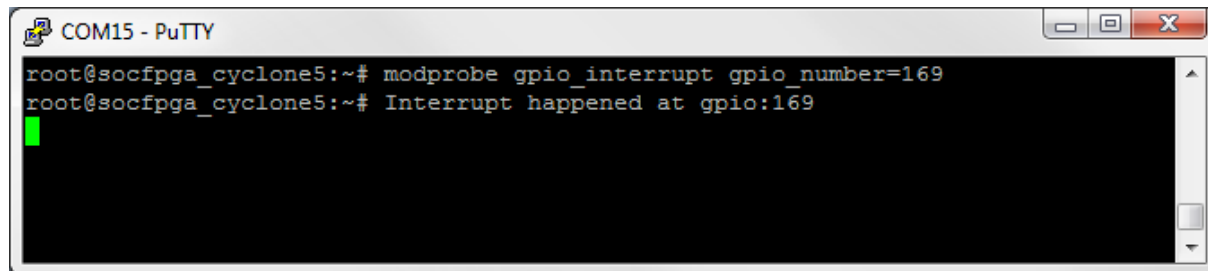 COM15 - PuTTY
root@socfpga_cyclone5:~# modprobe gpio_interrupt gpio_number=169
root@socfpga_cyclone5:~# Interrupt happened at gpio:169